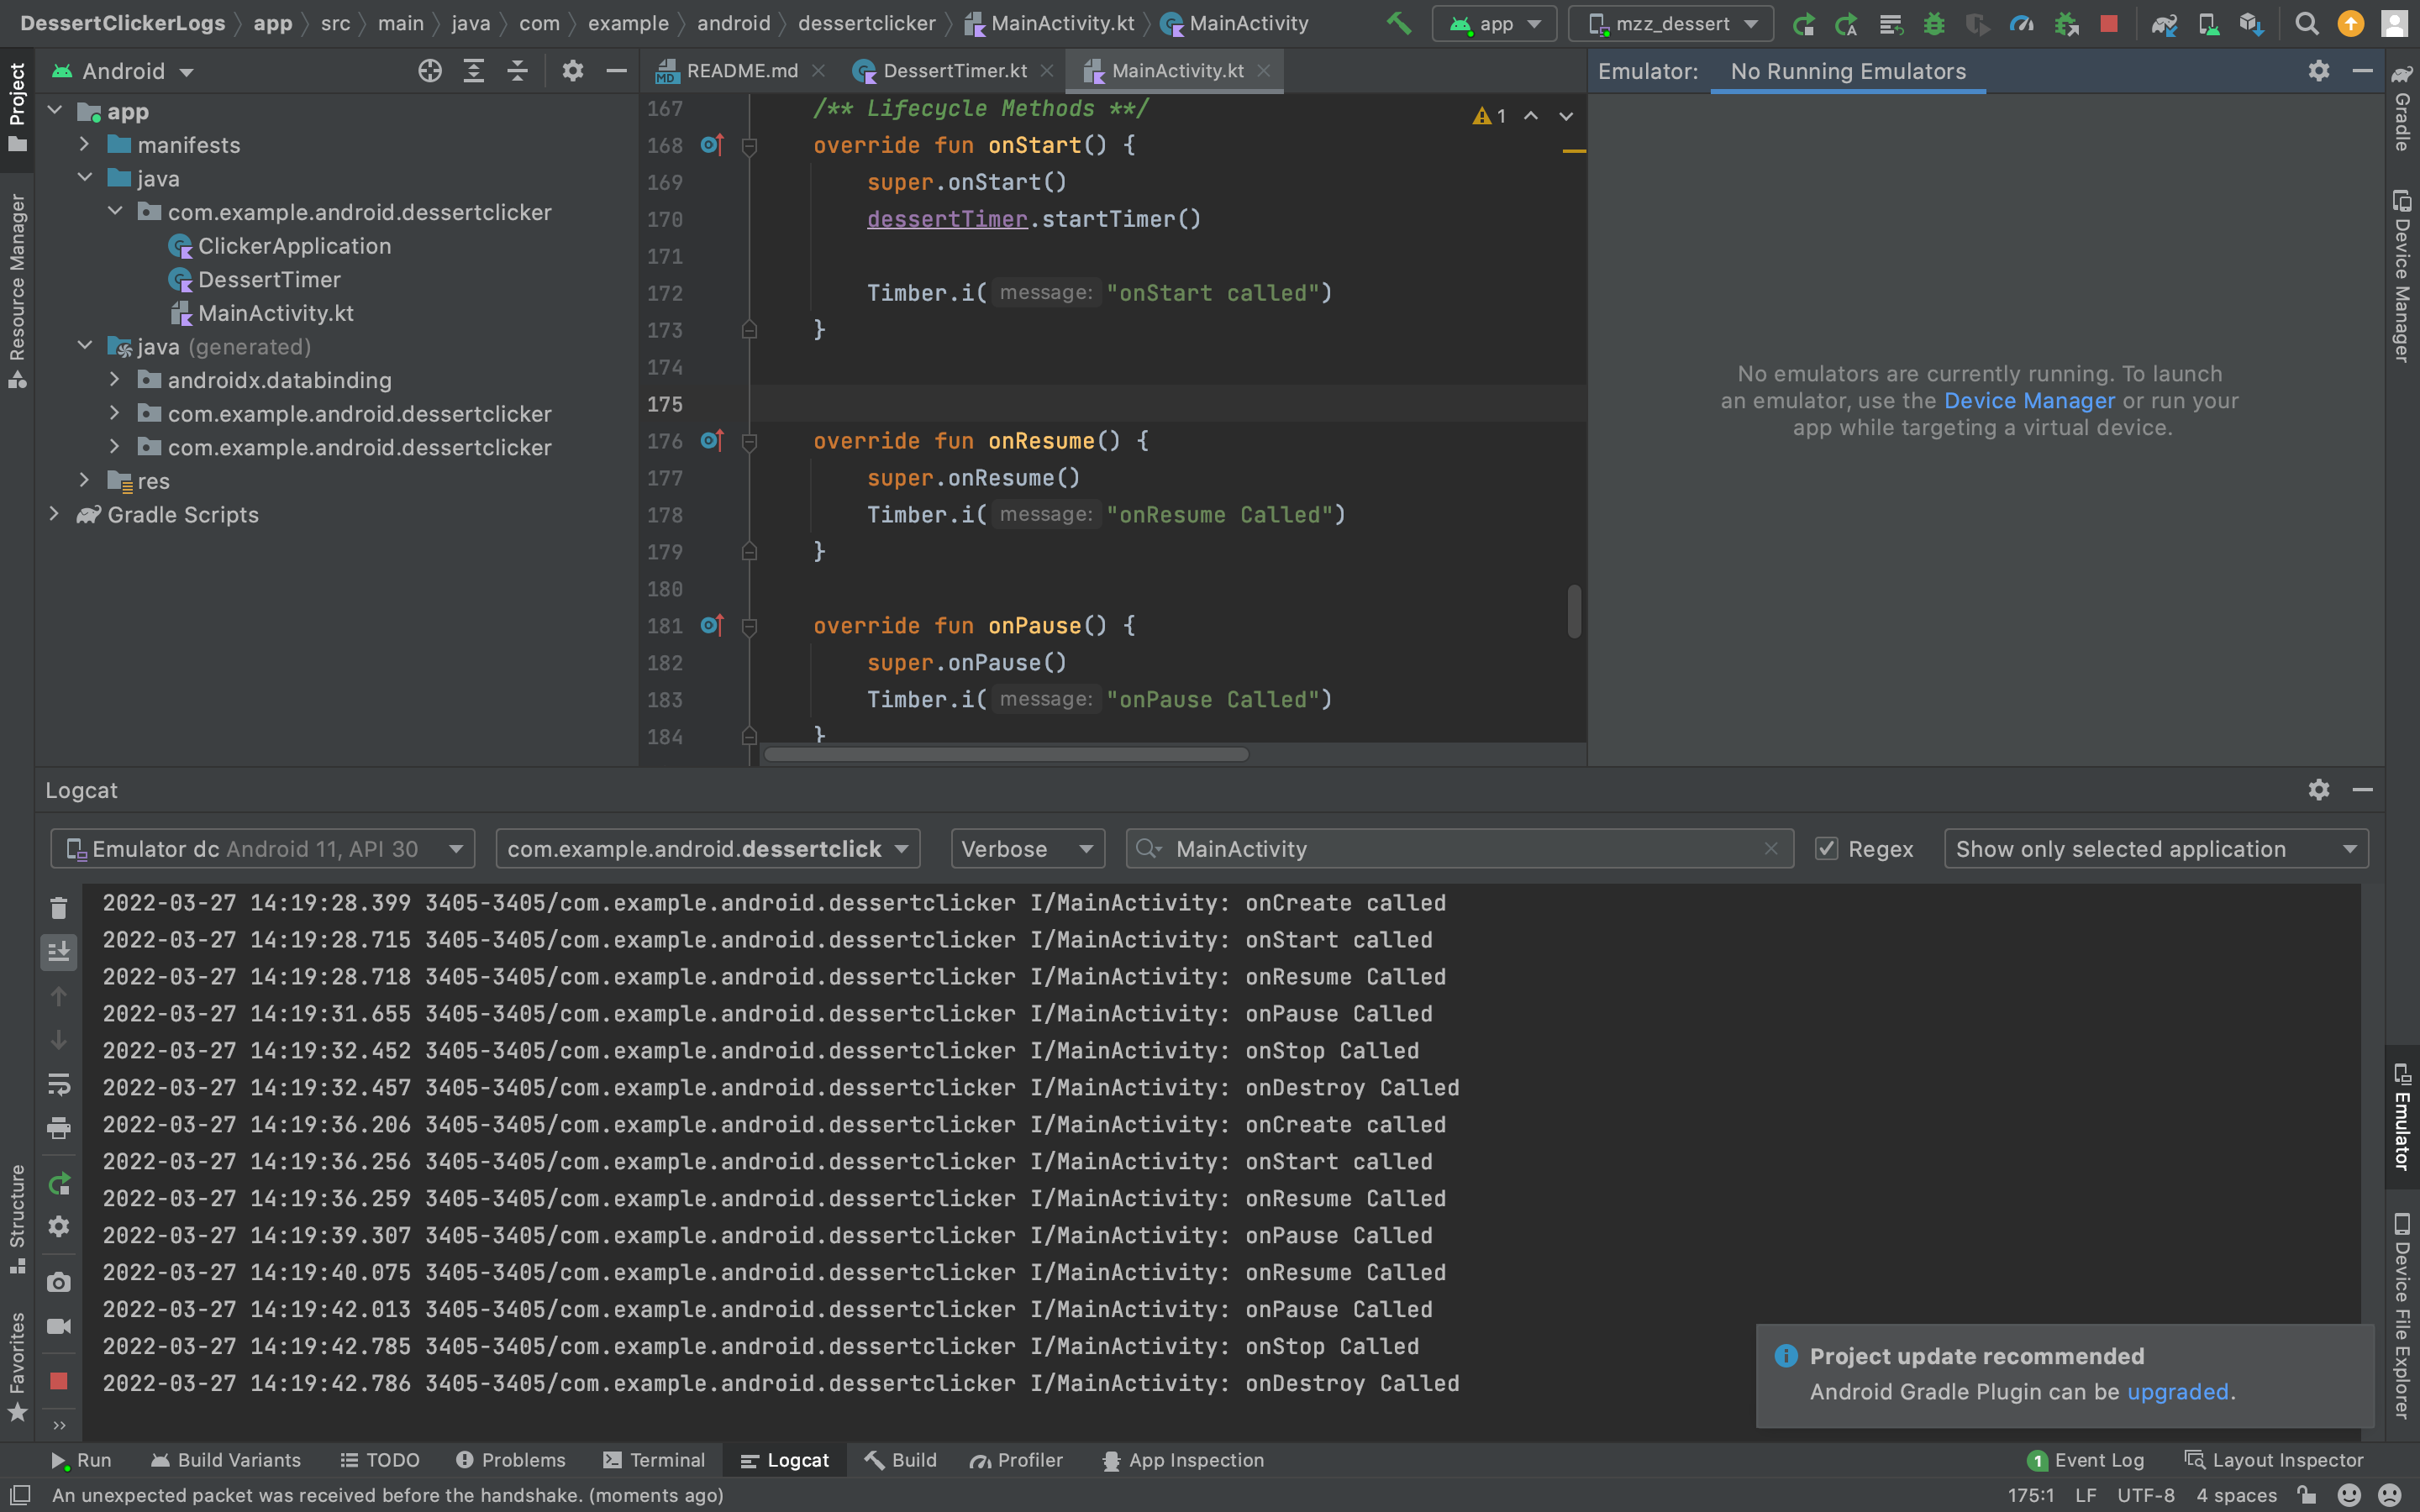 DessertClickerLogs app src main java com example android dessertclicker MainActivity.kt MainActivity app mzz_dessert
Project
Resource Manager
Structure
Favorites
Android
app
manifests
java
com.example.android.dessertclicker
ClickerApplication
DessertTimer
MainActivity.kt
java (generated)
androidx.databinding
com.example.android.dessertclicker
com.example.android.dessertclicker
res
Gradle Scripts
MD README.md DessertTimer.kt MainActivity.kt
1
167 /** Lifecycle Methods **/
168 override fun onStart() {
169 super.onStart()
170 dessertTimer.startTimer()
171
172 Timber.i( message: "onStart called")
173 }
174
175
176 override fun onResume() {
177 super.onResume()
178 Timber.i( message: "onResume Called")
179 }
180
181 override fun onPause() {
182 super.onPause()
183 Timber.i( message: "onPause Called")
184 }
Emulator: No Running Emulators
No emulators are currently running. To launch
an emulator, use the Device Manager or run your
app while targeting a virtual device.
Gradle
Device Manager
Emulator
Device File Explorer
Logcat
Emulator dc Android 11, API 30 com.example.android.dessertclick Verbose MainActivity Regex Show only selected application
2022-03-27 14:19:28.399 3405-3405/com.example.android.dessertclicker I/MainActivity: onCreate called
2022-03-27 14:19:28.715 3405-3405/com.example.android.dessertclicker I/MainActivity: onStart called
2022-03-27 14:19:28.718 3405-3405/com.example.android.dessertclicker I/MainActivity: onResume Called
2022-03-27 14:19:31.655 3405-3405/com.example.android.dessertclicker I/MainActivity: onPause Called
2022-03-27 14:19:32.452 3405-3405/com.example.android.dessertclicker I/MainActivity: onStop Called
2022-03-27 14:19:32.457 3405-3405/com.example.android.dessertclicker I/MainActivity: onDestroy Called
2022-03-27 14:19:36.206 3405-3405/com.example.android.dessertclicker I/MainActivity: onCreate called
2022-03-27 14:19:36.256 3405-3405/com.example.android.dessertclicker I/MainActivity: onStart called
2022-03-27 14:19:36.259 3405-3405/com.example.android.dessertclicker I/MainActivity: onResume Called
2022-03-27 14:19:39.307 3405-3405/com.example.android.dessertclicker I/MainActivity: onPause Called
2022-03-27 14:19:40.075 3405-3405/com.example.android.dessertclicker I/MainActivity: onResume Called
2022-03-27 14:19:42.013 3405-3405/com.example.android.dessertclicker I/MainActivity: onPause Called
2022-03-27 14:19:42.785 3405-3405/com.example.android.dessertclicker I/MainActivity: onStop Called
2022-03-27 14:19:42.786 3405-3405/com.example.android.dessertclicker I/MainActivity: onDestroy Called
Project update recommended
Android Gradle Plugin can be upgraded.
Run Build Variants TODO Problems Terminal Logcat Build Profiler App Inspection 1 Event Log Layout Inspector
An unexpected packet was received before the handshake. (moments ago) 175:1 LF UTF-8 4 spaces